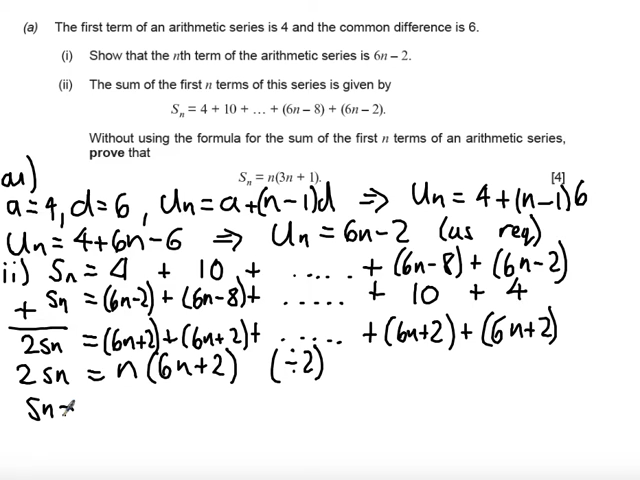 (a) The first term of an arithmetic series is 4 and the common difference is 6.
(i) Show that the nth term of the arithmetic series is 6n – 2.
(ii) The sum of the first n terms of this series is given by
Sₙ = 4 + 10 + … + (6n – 8) + (6n – 2).
Without using the formula for the sum of the first n terms of an arithmetic series,
prove that
Sₙ = n(3n + 1). [4]
ai)
a=4, d=6, Un = a+(n-1)d ⇒ Un = 4+(n-1)6
Un = 4+6n-6 ⇒ Un = 6n-2 (as req)
ii) Sn = 4 + 10 + ..... + (6n-8) + (6n-2)
+ Sn = (6n-2) + (6n-8) + ..... + 10 + 4
2Sn = (6n+2) + (6n+2) + ..... + (6n+2) + (6n+2)
2Sn = n(6n+2) (÷2)
Sn =